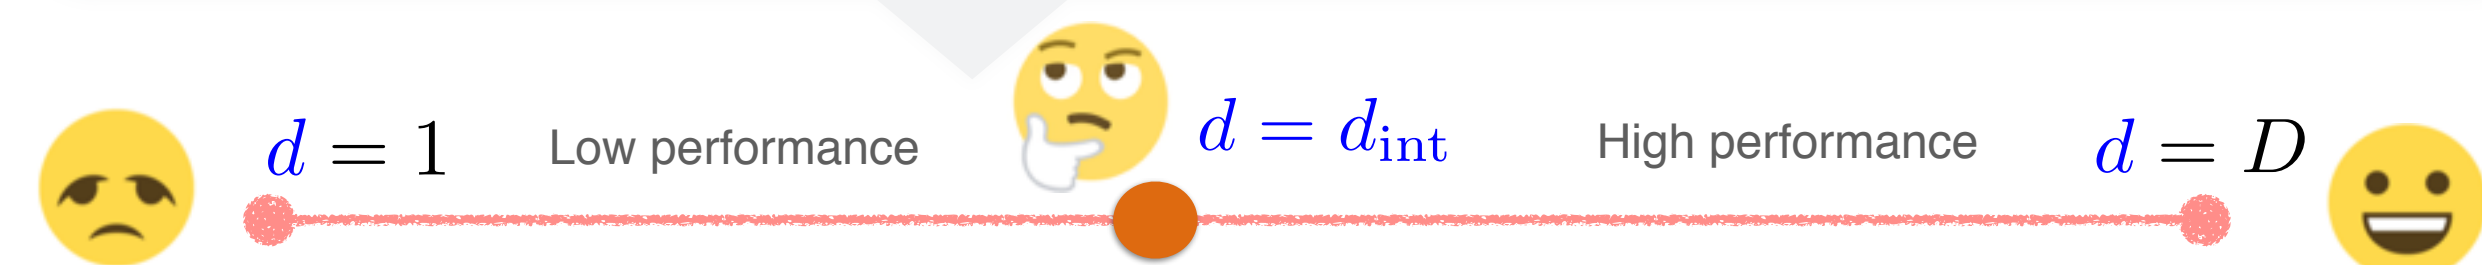 d = 1 Low performance d = d_int High performance d = D